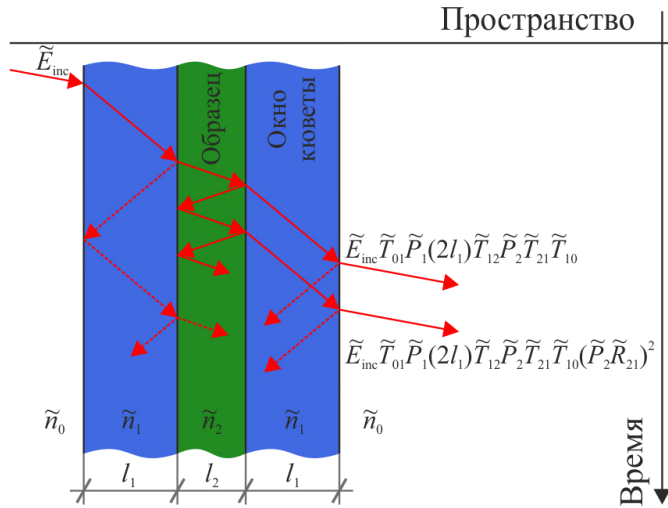 Пространство
Ẽinc
Образец
Окно
кюветы
ẼincT̃01P̃1(2l1)T̃12P̃2T̃21T̃10
ẼincT̃01P̃1(2l1)T̃12P̃2T̃21T̃10(P̃2R̃21)²
ñ0 ñ1 ñ2 ñ1 ñ0
l1 l2 l1
Время